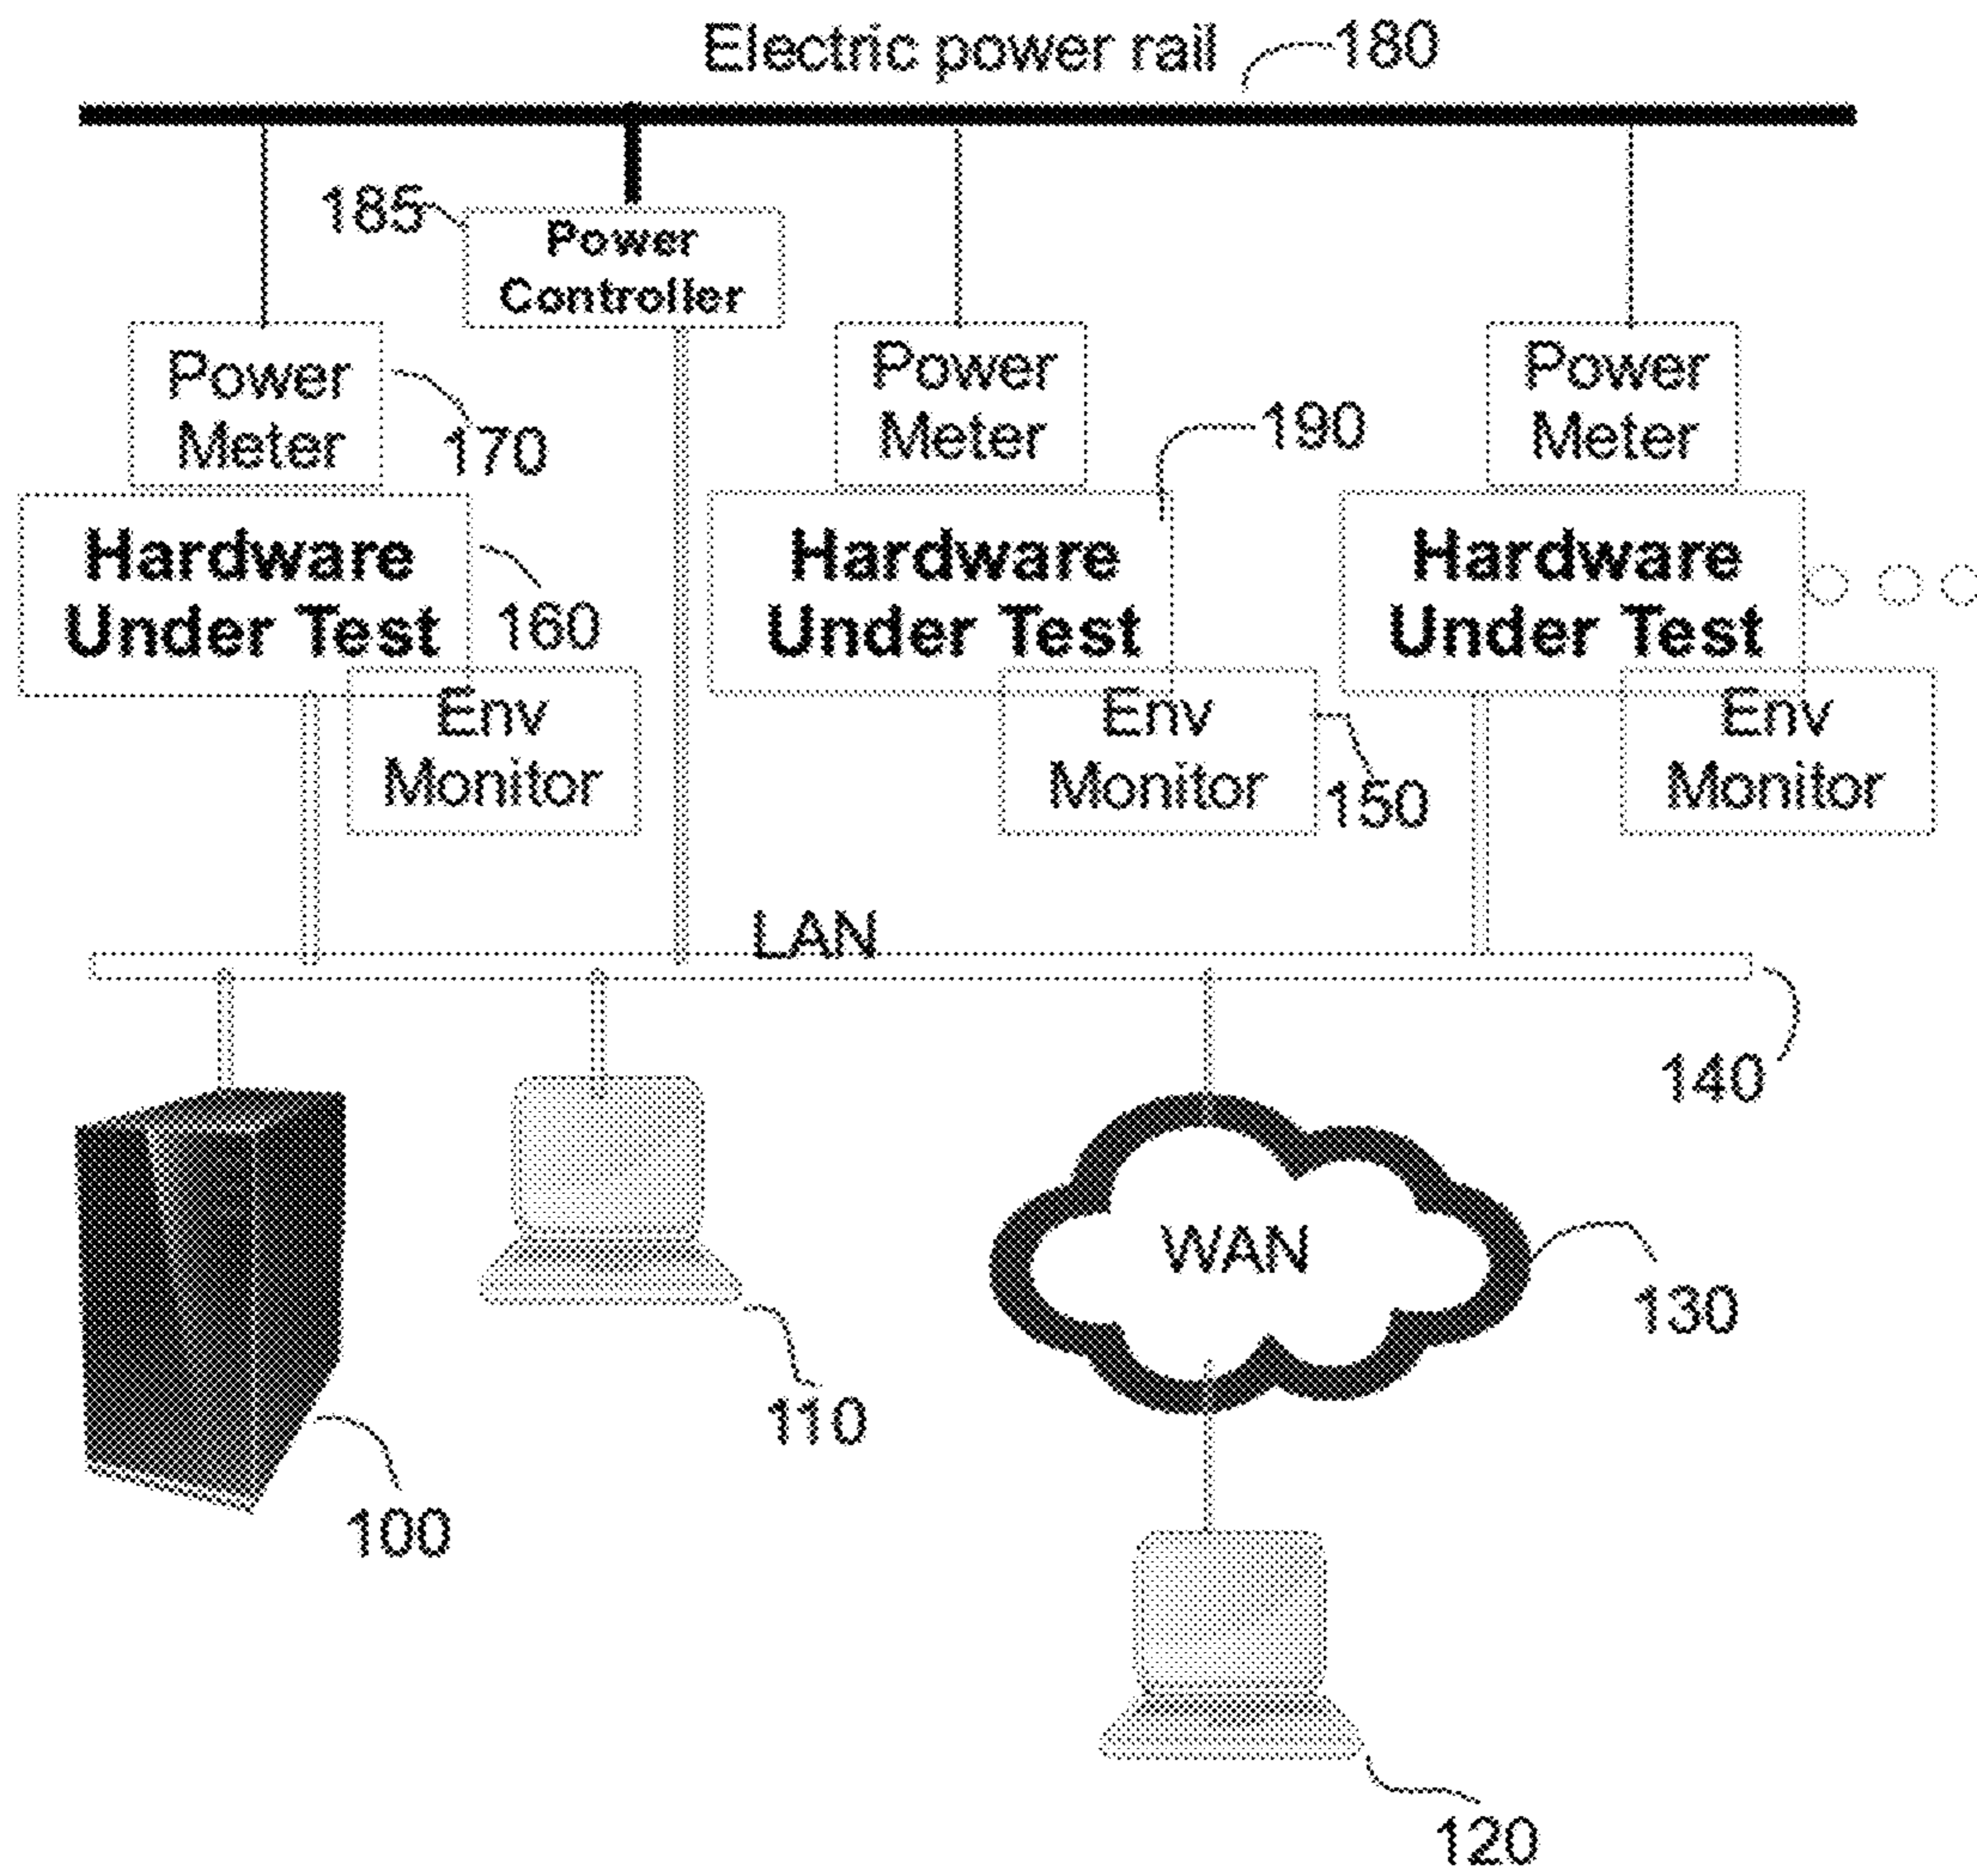 Electric power rail
180
185
Power
Controller
Power
Meter
170
Power
Meter
190
Power
Meter
Hardware
Under Test
160
Hardware
Under Test
Hardware
Under Test
Env
Monitor
Env
Monitor
150
Env
Monitor
LAN
140
WAN
130
110
100
120